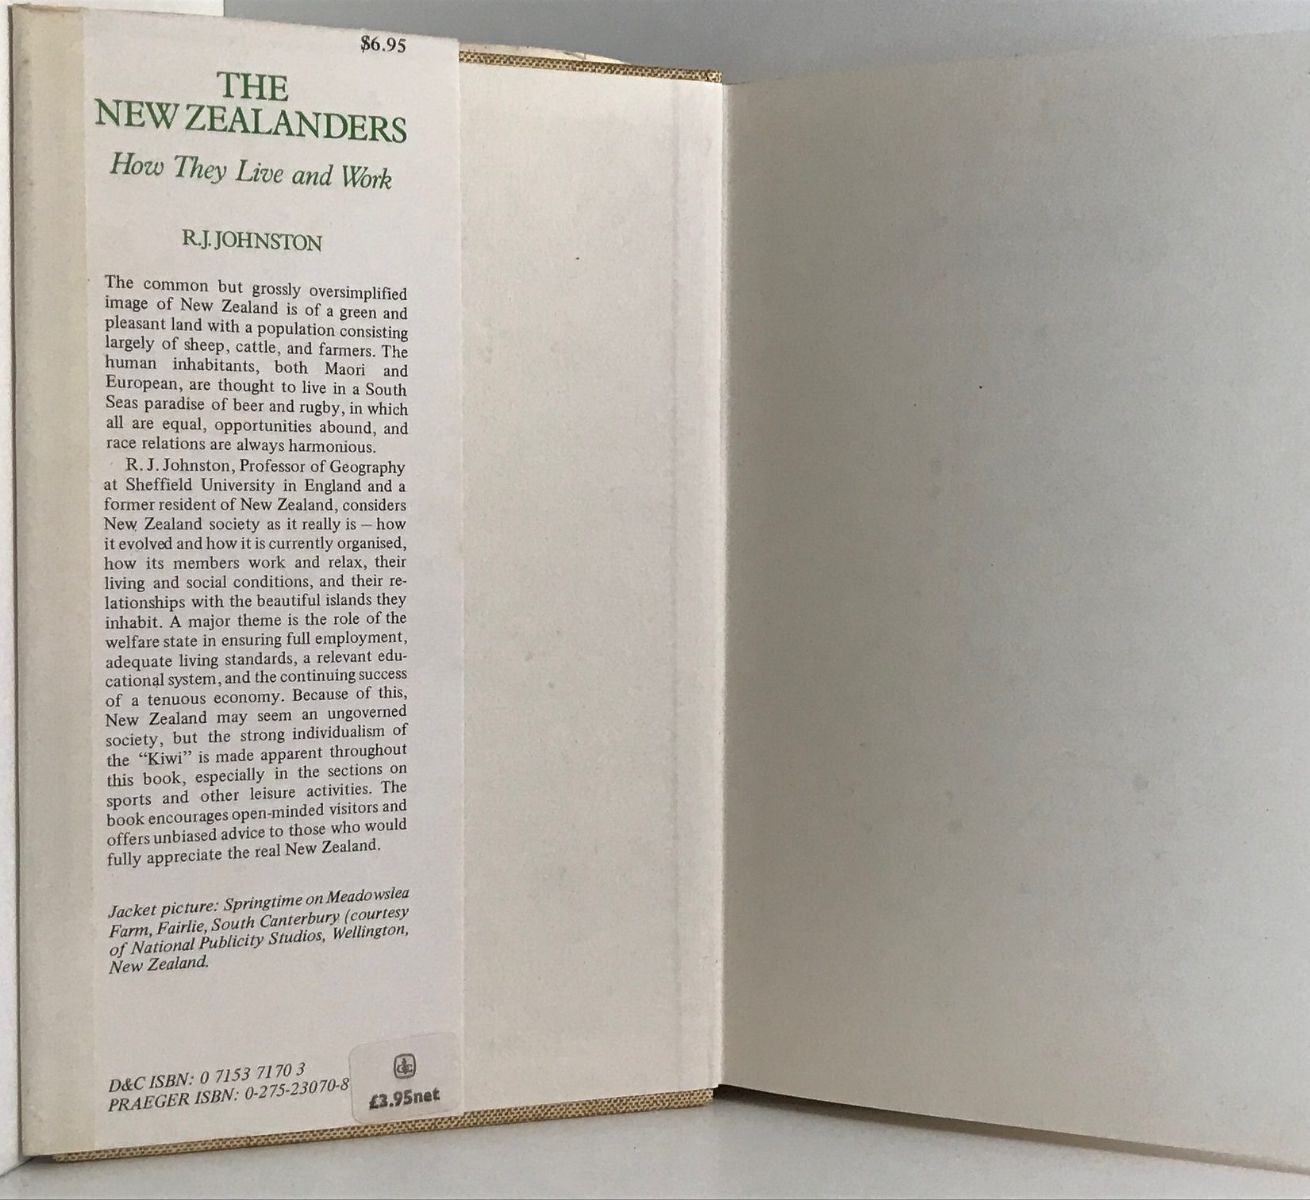 $6.95
THE
NEW ZEALANDERS
How They Live and Work
R.J. JOHNSTON
The common but grossly oversimplified
image of New Zealand is of a green and
pleasant land with a population consisting
largely of sheep, cattle, and farmers. The
human inhabitants, both Maori and
European, are thought to live in a South
Seas paradise of beer and rugby, in which
all are equal, opportunities abound, and
race relations are always harmonious.
R. J. Johnston, Professor of Geography
at Sheffield University in England and a
former resident of New Zealand, considers
New Zealand society as it really is – how
it evolved and how it is currently organised,
how its members work and relax, their
living and social conditions, and their re-
lationships with the beautiful islands they
inhabit. A major theme is the role of the
welfare state in ensuring full employment,
adequate living standards, a relevant edu-
cational system, and the continuing success
of a tenuous economy. Because of this,
New Zealand may seem an ungoverned
society, but the strong individualism of
the “Kiwi” is made apparent throughout
this book, especially in the sections on
sports and other leisure activities. The
book encourages open-minded visitors and
offers unbiased advice to those who would
fully appreciate the real New Zealand.
Jacket picture: Springtime on Meadowslea
Farm, Fairlie, South Canterbury (courtesy
of National Publicity Studios, Wellington,
New Zealand.
D&C ISBN: 0 7153 7170 3
PRAEGER ISBN: 0-275-23070-8
d&c
£3.95net